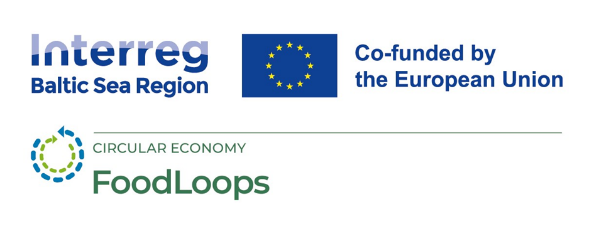 Interreg
Baltic Sea Region
Co-funded by
the European Union
CIRCULAR ECONOMY
FoodLoops